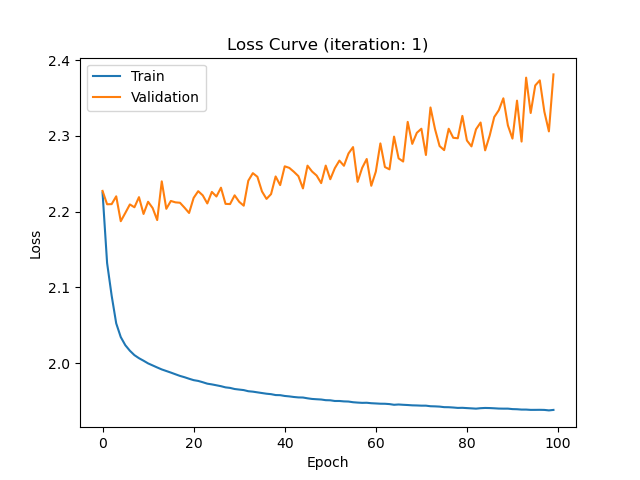 Loss Curve (iteration: 1)
Train
Validation
2.4
2.3
2.2
2.1
2.0
Loss
0
20
40
60
80
100
Epoch